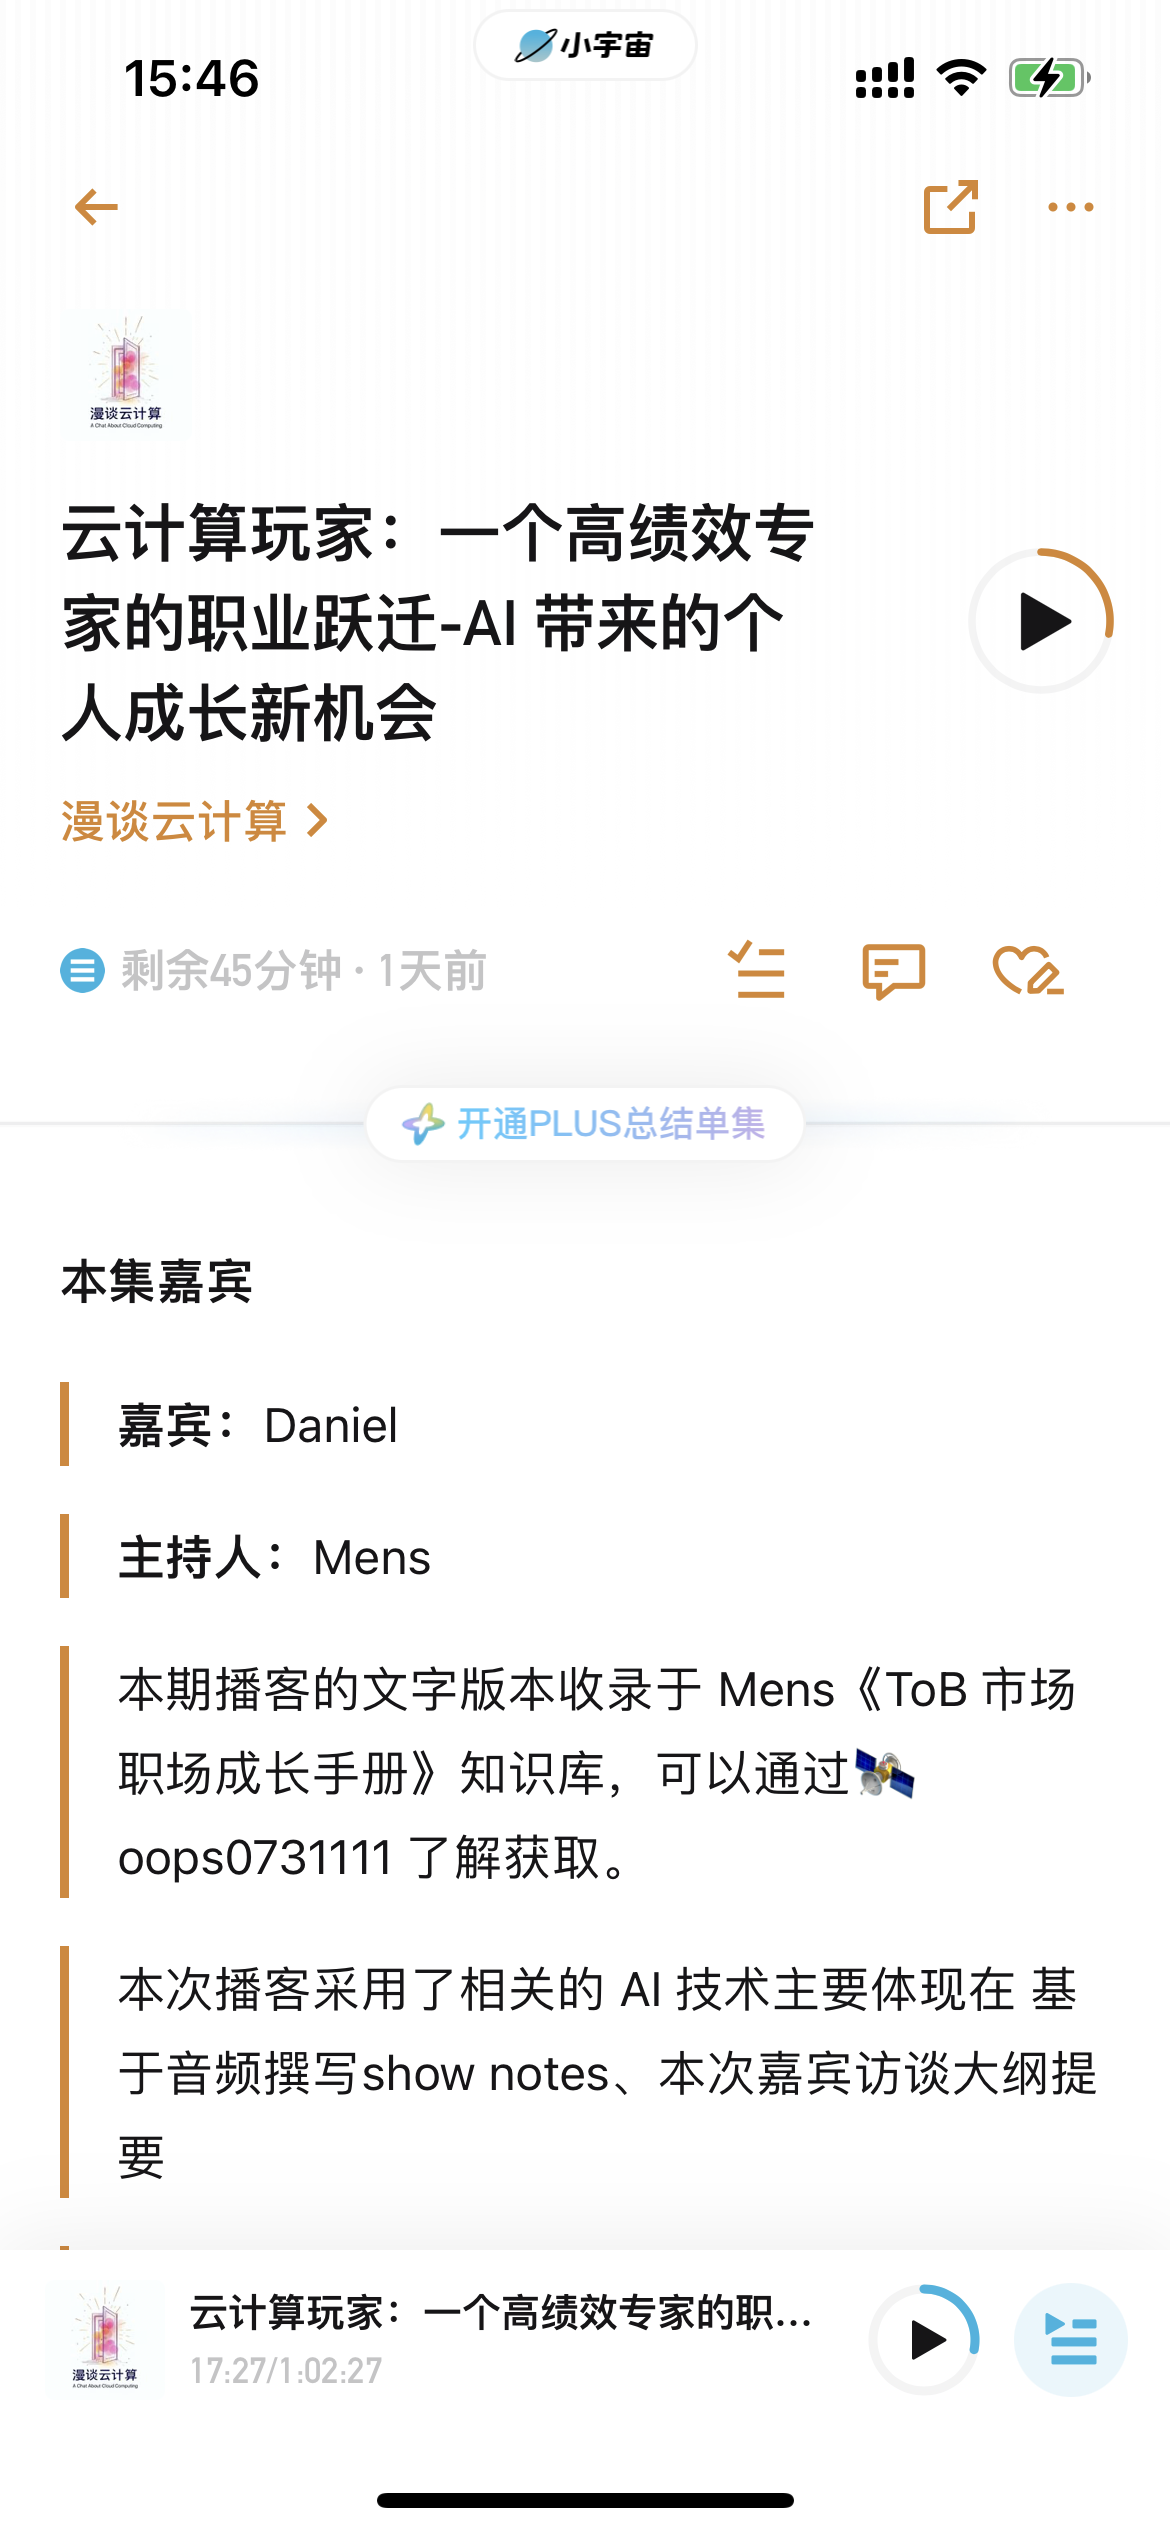 小宇宙
15:46
漫谈云计算
A Chat About Cloud Computing
云计算玩家：一个高绩效专
家的职业跃迁-AI 带来的个
人成长新机会
漫谈云计算
剩余45分钟 · 1天前
开通PLUS总结单集
本集嘉宾
嘉宾：Daniel
主持人：Mens
本期播客的文字版本收录于 Mens《ToB 市场
职场成长手册》知识库，可以通过🛰️
oops0731111 了解获取。
本次播客采用了相关的 AI 技术主要体现在 基
于音频撰写show notes、本次嘉宾访谈大纲提
要
云计算玩家：一个高绩效专家的职...
17:27/1:02:27
漫谈云计算
A Chat About Cloud Computing